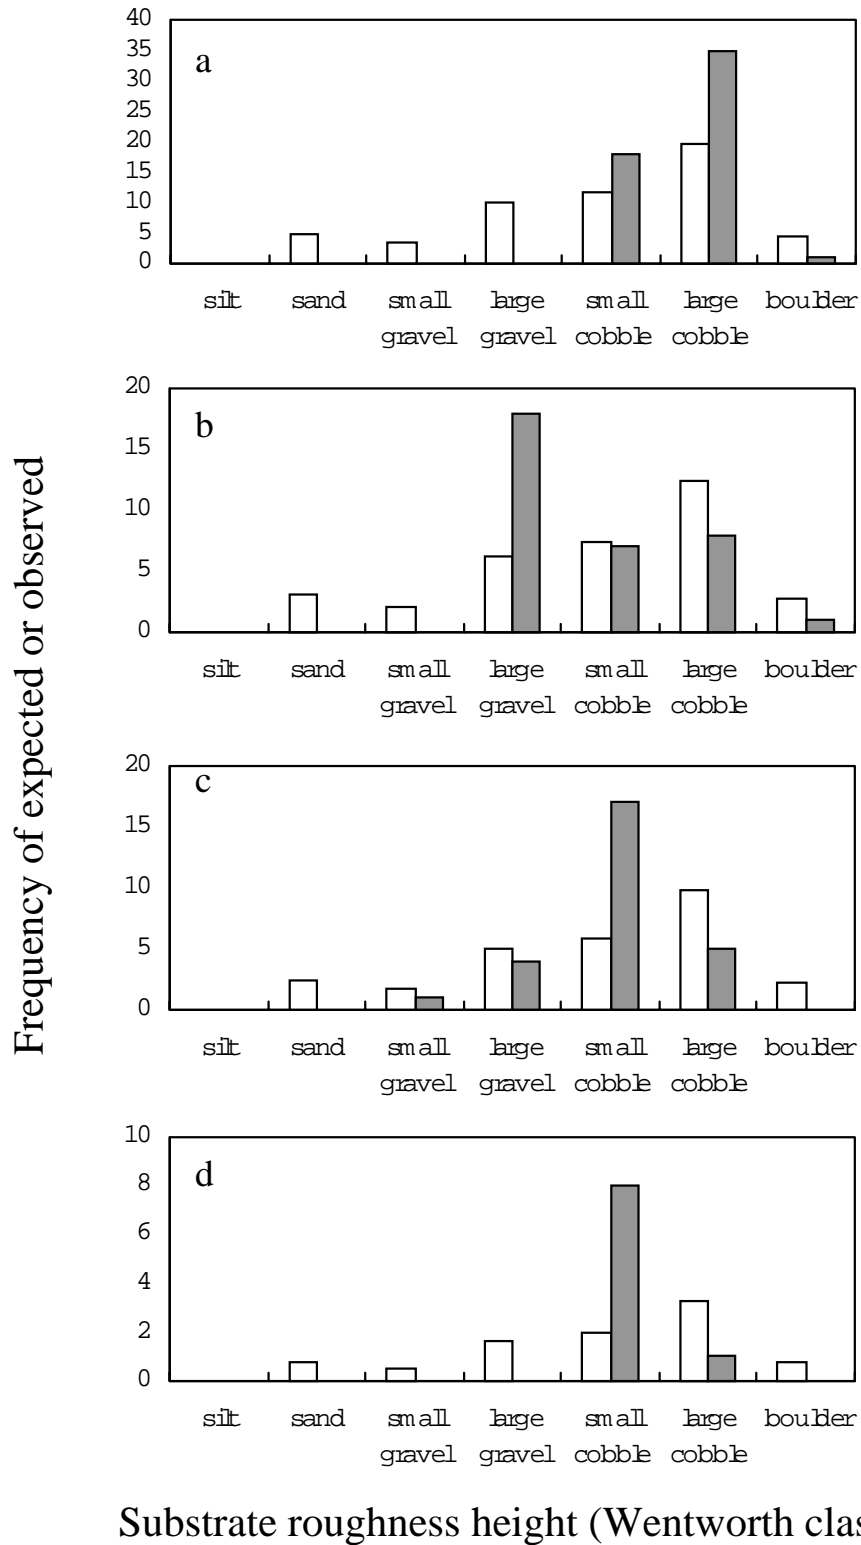 40
35
30
25
20
15
10
5
0
a
silt sand small large small large boulder
gravel gravel cobble cobble
20
15
10
5
0
b
silt sand small large small large boulder
gravel gravel cobble cobble
20
15
10
5
0
c
silt sand small large small large boulder
gravel gravel cobble cobble
10
8
6
4
2
0
d
silt sand small large small large boulder
gravel gravel cobble cobble
Frequency of expected or observed
Substrate roughness height (Wentworth clas